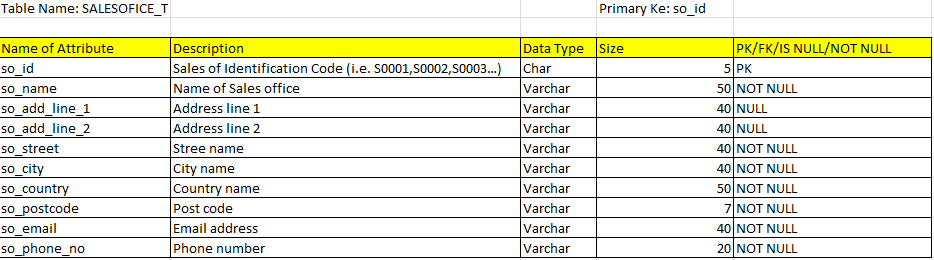 Table Name: SALESOFICE_T Primary Ke: so_id
Name of Attribute Description Data Type Size PK/FK/IS NULL/NOT NULL
so_id Sales of Identification Code (i.e. S0001,S0002,S0003...) Char 5 PK
so_name Name of Sales office Varchar 50 NOT NULL
so_add_line_1 Address line 1 Varchar 40 NULL
so_add_line_2 Address line 2 Varchar 40 NULL
so_street Stree name Varchar 40 NOT NULL
so_city City name Varchar 40 NOT NULL
so_country Country name Varchar 50 NOT NULL
so_postcode Post code Varchar 7 NOT NULL
so_email Email address Varchar 40 NOT NULL
so_phone_no Phone number Varchar 20 NOT NULL